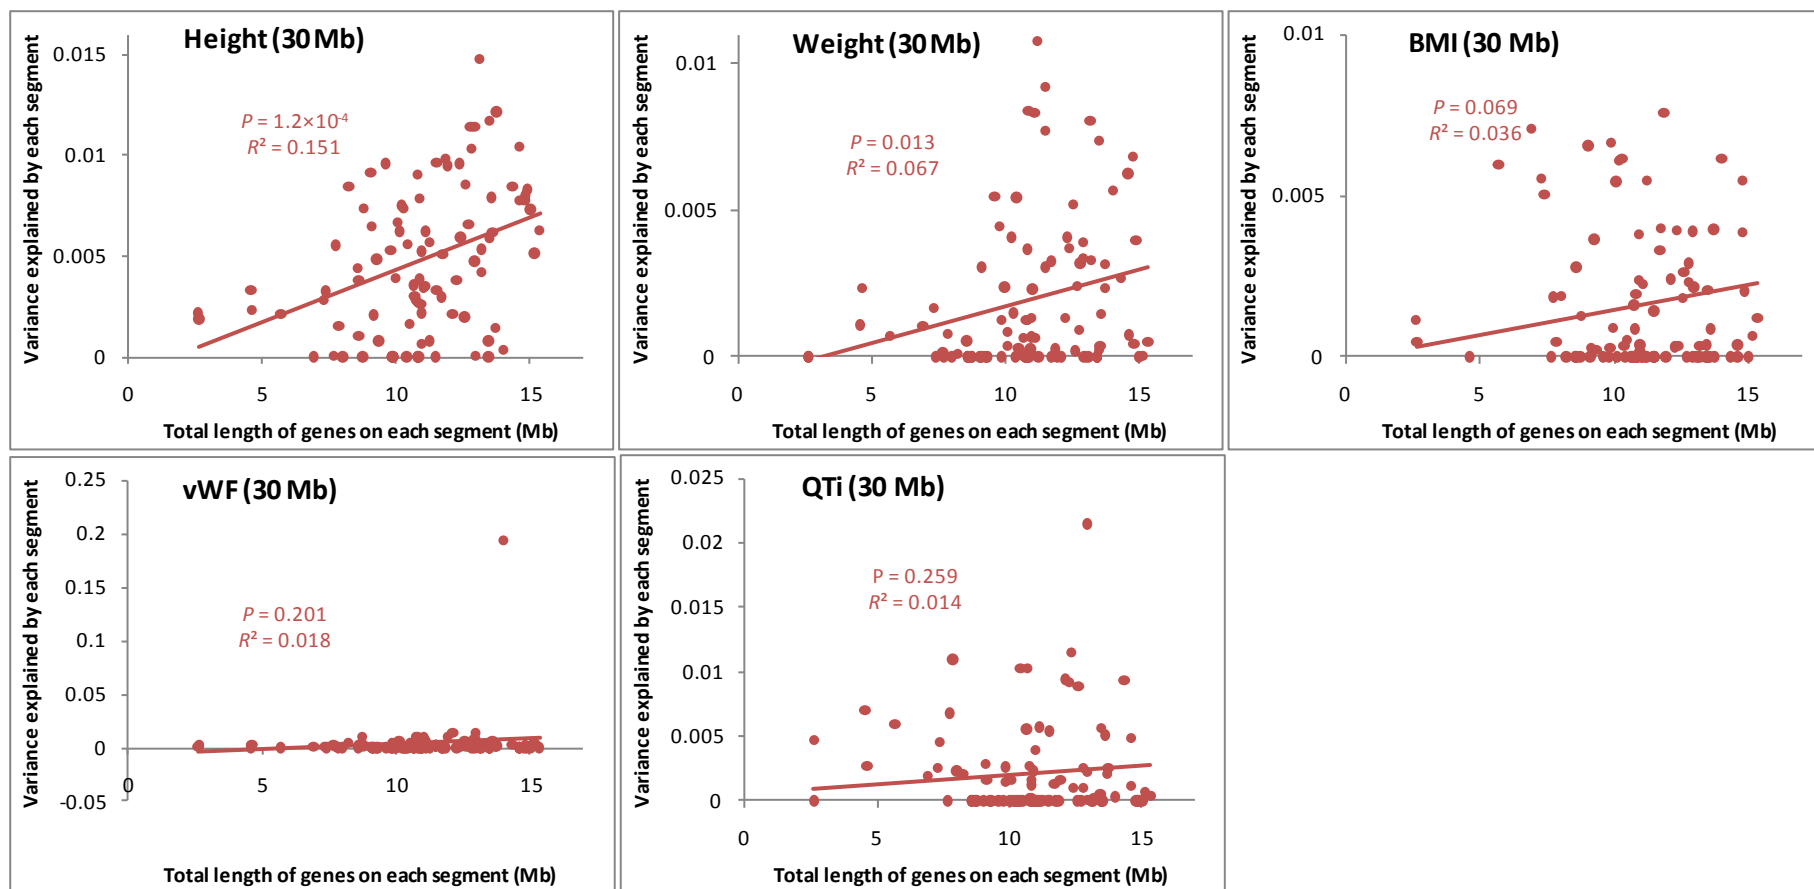 Height (30 Mb)
Variance explained by each segment
0.015
0.01
0.005
0
P = 1.2×10-4
R² = 0.151
0 5 10 15
Total length of genes on each segment (Mb)
Weight (30 Mb)
Variance explained by each segment
0.01
0.005
0
P = 0.013
R² = 0.067
0 5 10 15
Total length of genes on each segment (Mb)
BMI (30 Mb)
Variance explained by each segment
0.01
0.005
0
P = 0.069
R² = 0.036
0 5 10 15
Total length of genes on each segment (Mb)
vWF (30 Mb)
Variance explained by each segment
0.25
0.2
0.15
0.1
0.05
0
-0.05
P = 0.201
R² = 0.018
0 5 10 15
Total length of genes on each segment (Mb)
QTi (30 Mb)
Variance explained by each segment
0.025
0.02
0.015
0.01
0.005
0
P = 0.259
R² = 0.014
0 5 10 15
Total length of genes on each segment (Mb)